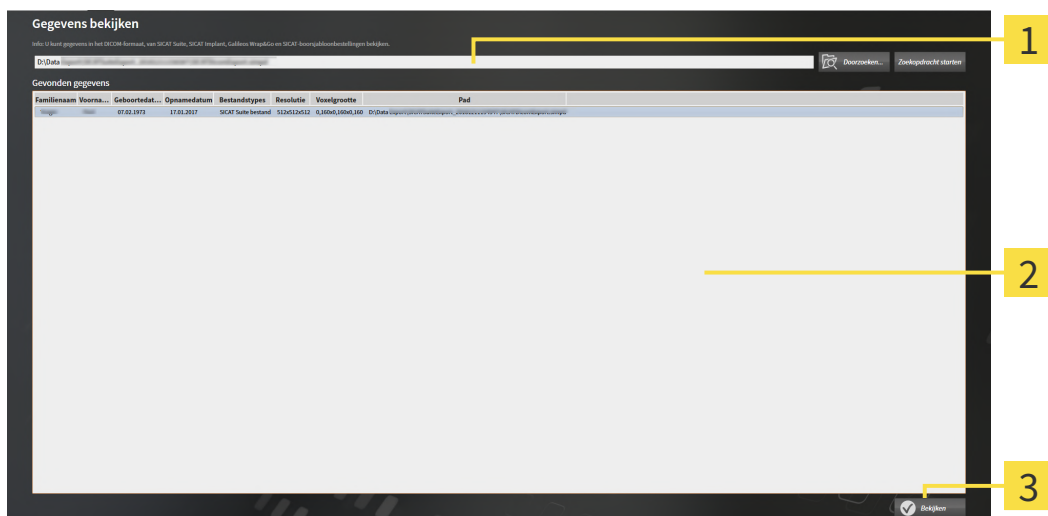 Gegevens bekijken
Info: U kunt gegevens in het DICOM-formaat, van SICAT Suite, SICAT Implant, Galileos Wrap&Go en SICAT-boorsjabloonbestellingen bekijken.
1
D:\Data
Doorzoeken...
Zoekopdracht starten
Gevonden gegevens
Familienaam Voorna... Geboortedat... Opnamedatum Bestandstypes Resolutie Voxelgrootte Pad
07.02.1973 17.01.2017 SICAT Suite bestand 512x512x512 0,160x0,160x0,160 D:\Data
2
3
Bekijken